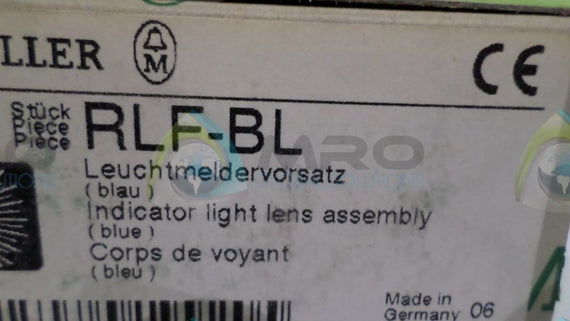 LLER M CE
Stück
Piece
Pièce
RLF-BL
Leuchtmeldervorsatz
(blau)
Indicator light lens assembly
(blue)
Corps de voyant
(bleu)
Made in
Germany 06
MRO